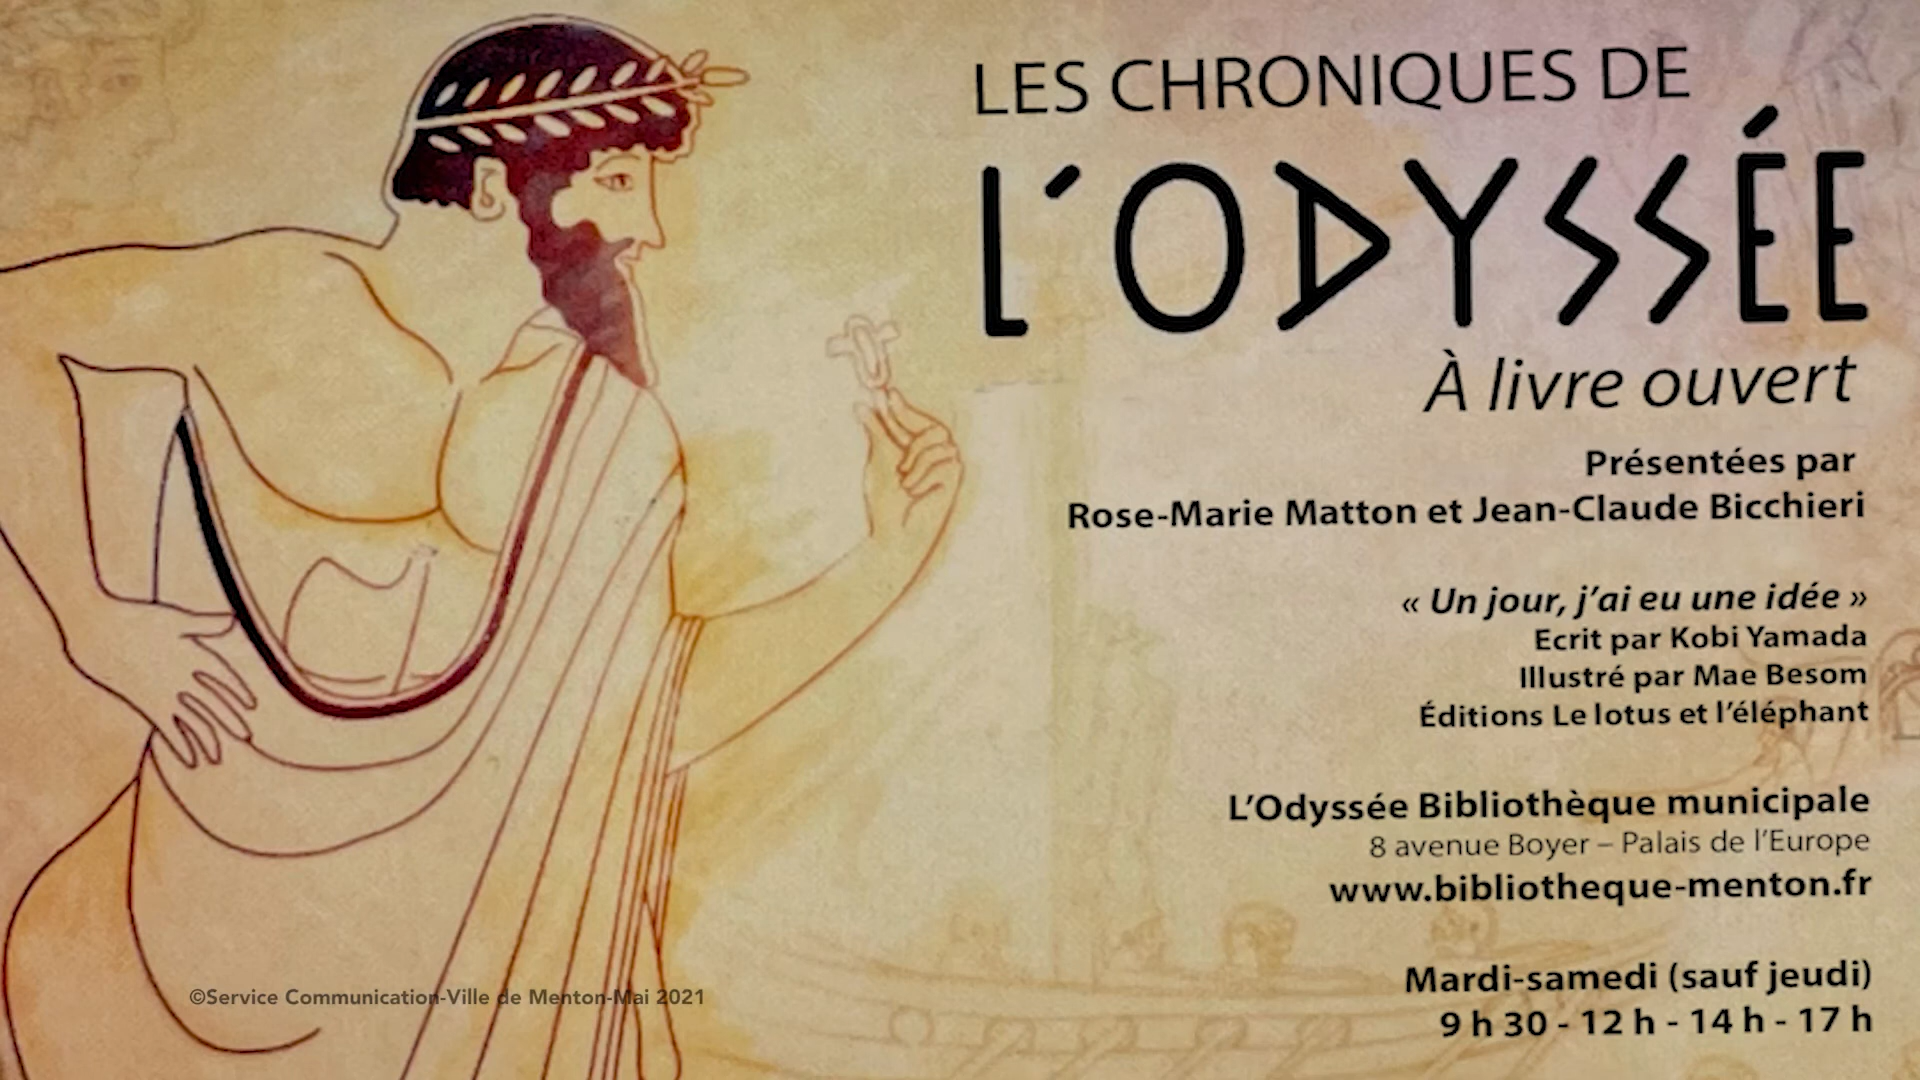 LES CHRONIQUES DE
L'ODYSSÉE
À livre ouvert
Présentées par
Rose-Marie Matton et Jean-Claude Bicchieri
« Un jour, j'ai eu une idée »
Ecrit par Kobi Yamada
Illustré par Mae Besom
Éditions Le lotus et l'éléphant
L'Odyssée Bibliothèque municipale
8 avenue Boyer – Palais de l'Europe
www.bibliotheque-menton.fr
Mardi-samedi (sauf jeudi)
9 h 30 - 12 h - 14 h - 17 h
©Service Communication-Ville de Menton-Mai 2021